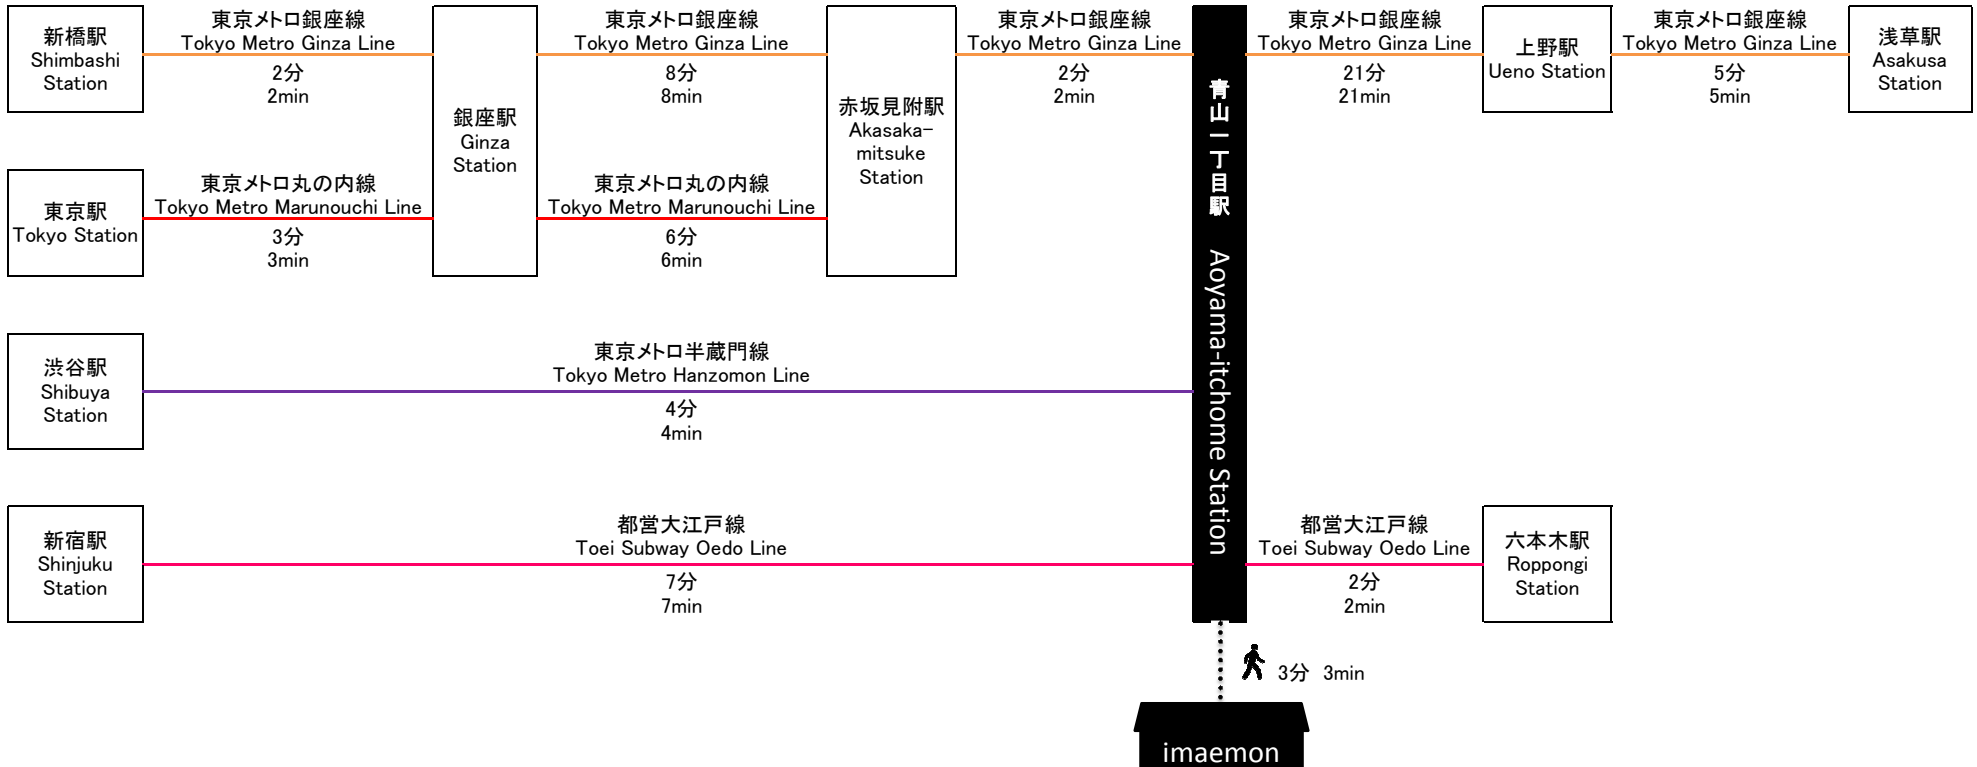 新橋駅
Shimbashi
Station
東京メトロ銀座線
Tokyo Metro Ginza Line
2分
2min
銀座駅
Ginza
Station
東京メトロ銀座線
Tokyo Metro Ginza Line
8分
8min
赤坂見附駅
Akasaka-
mitsuke
Station
東京メトロ銀座線
Tokyo Metro Ginza Line
2分
2min
青山一丁目駅 Aoyama-itchome Station
東京メトロ銀座線
Tokyo Metro Ginza Line
21分
21min
上野駅
Ueno Station
東京メトロ銀座線
Tokyo Metro Ginza Line
5分
5min
浅草駅
Asakusa
Station
東京駅
Tokyo Station
東京メトロ丸の内線
Tokyo Metro Marunouchi Line
3分
3min
東京メトロ丸の内線
Tokyo Metro Marunouchi Line
6分
6min
渋谷駅
Shibuya
Station
東京メトロ半蔵門線
Tokyo Metro Hanzomon Line
4分
4min
新宿駅
Shinjuku
Station
都営大江戸線
Toei Subway Oedo Line
7分
7min
都営大江戸線
Toei Subway Oedo Line
2分
2min
六本木駅
Roppongi
Station
3分 3min
imaemon